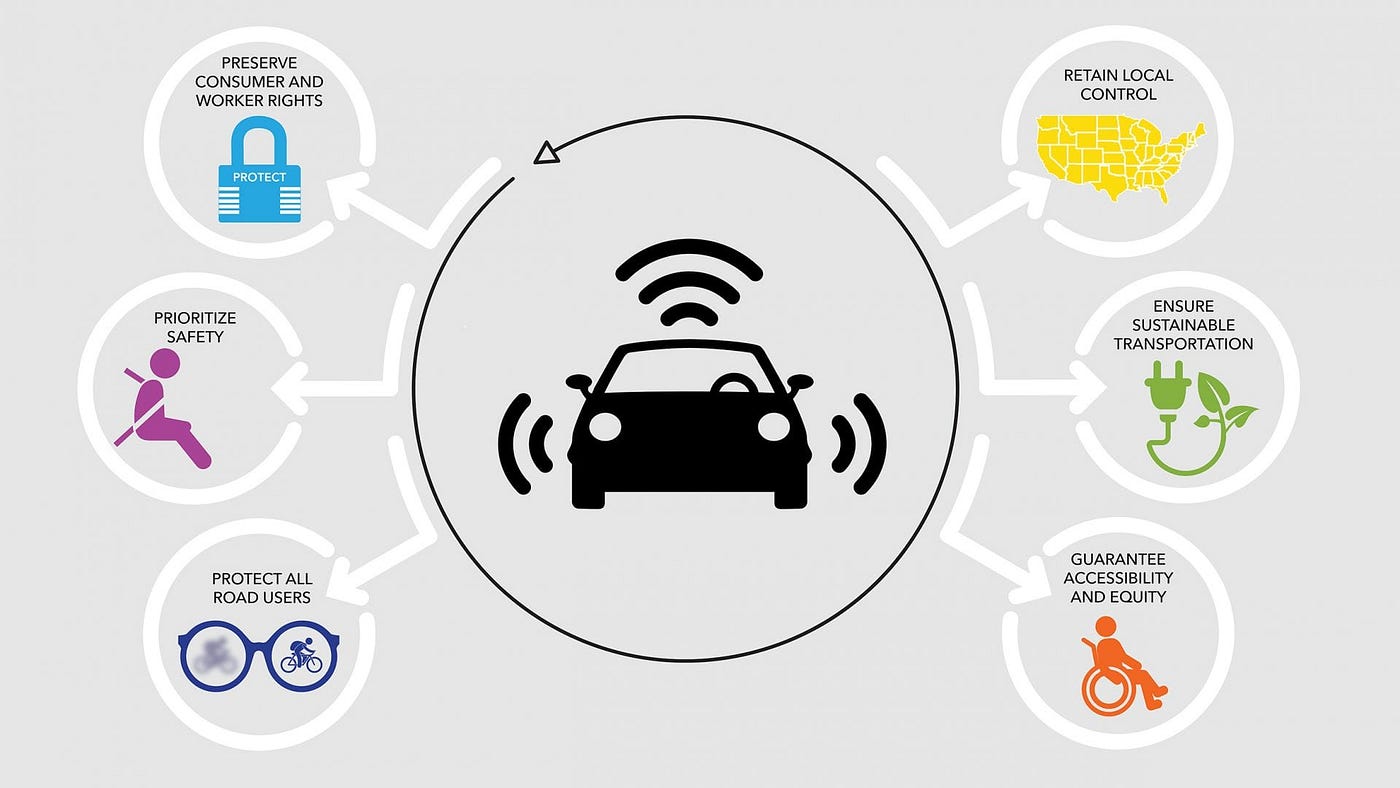 PRESERVE
CONSUMER AND
WORKER RIGHTS
PROTECT
RETAIN LOCAL
CONTROL
PRIORITIZE
SAFETY
ENSURE
SUSTAINABLE
TRANSPORTATION
PROTECT ALL
ROAD USERS
GUARANTEE
ACCESSIBILITY
AND EQUITY